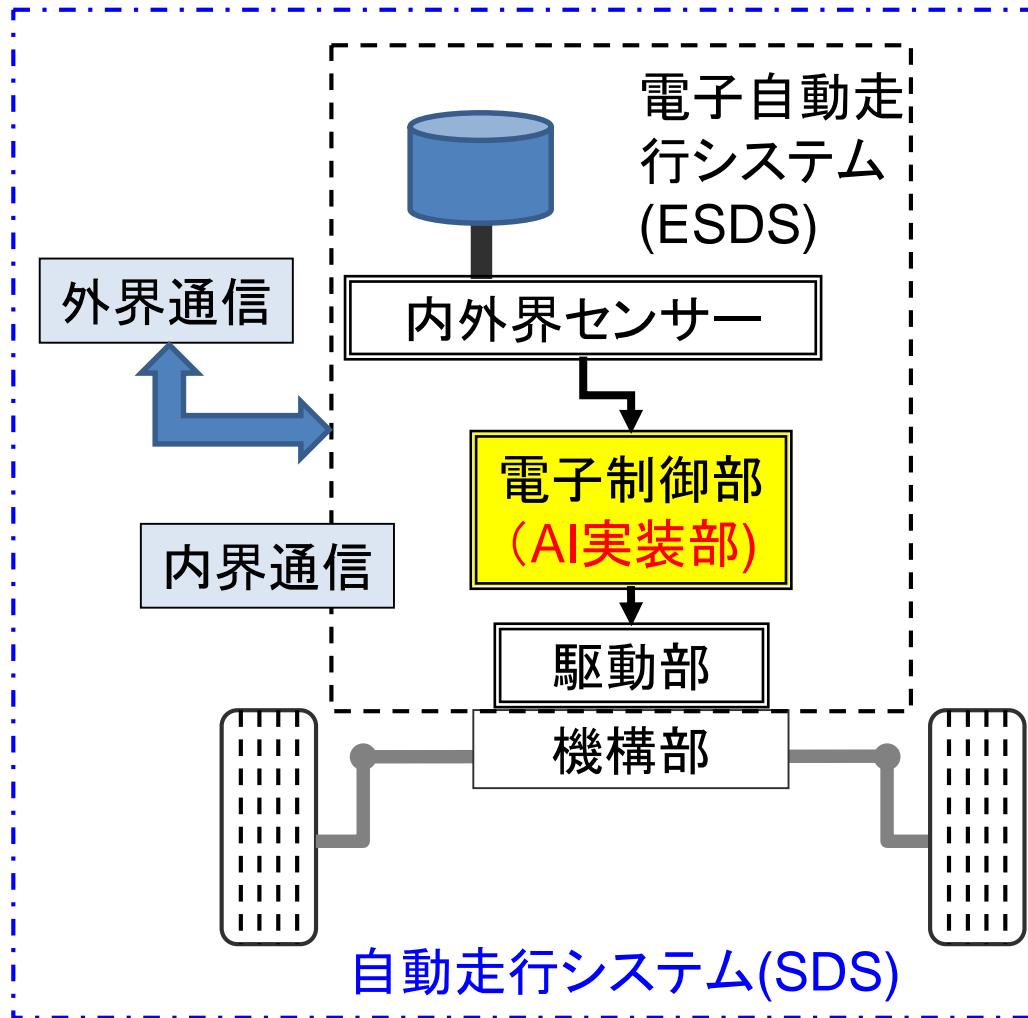 電子自動走
行システム
(ESDS)
外界通信
内外界センサー
電子制御部
（AI実装部)
内界通信
駆動部
機構部
自動走行システム(SDS)